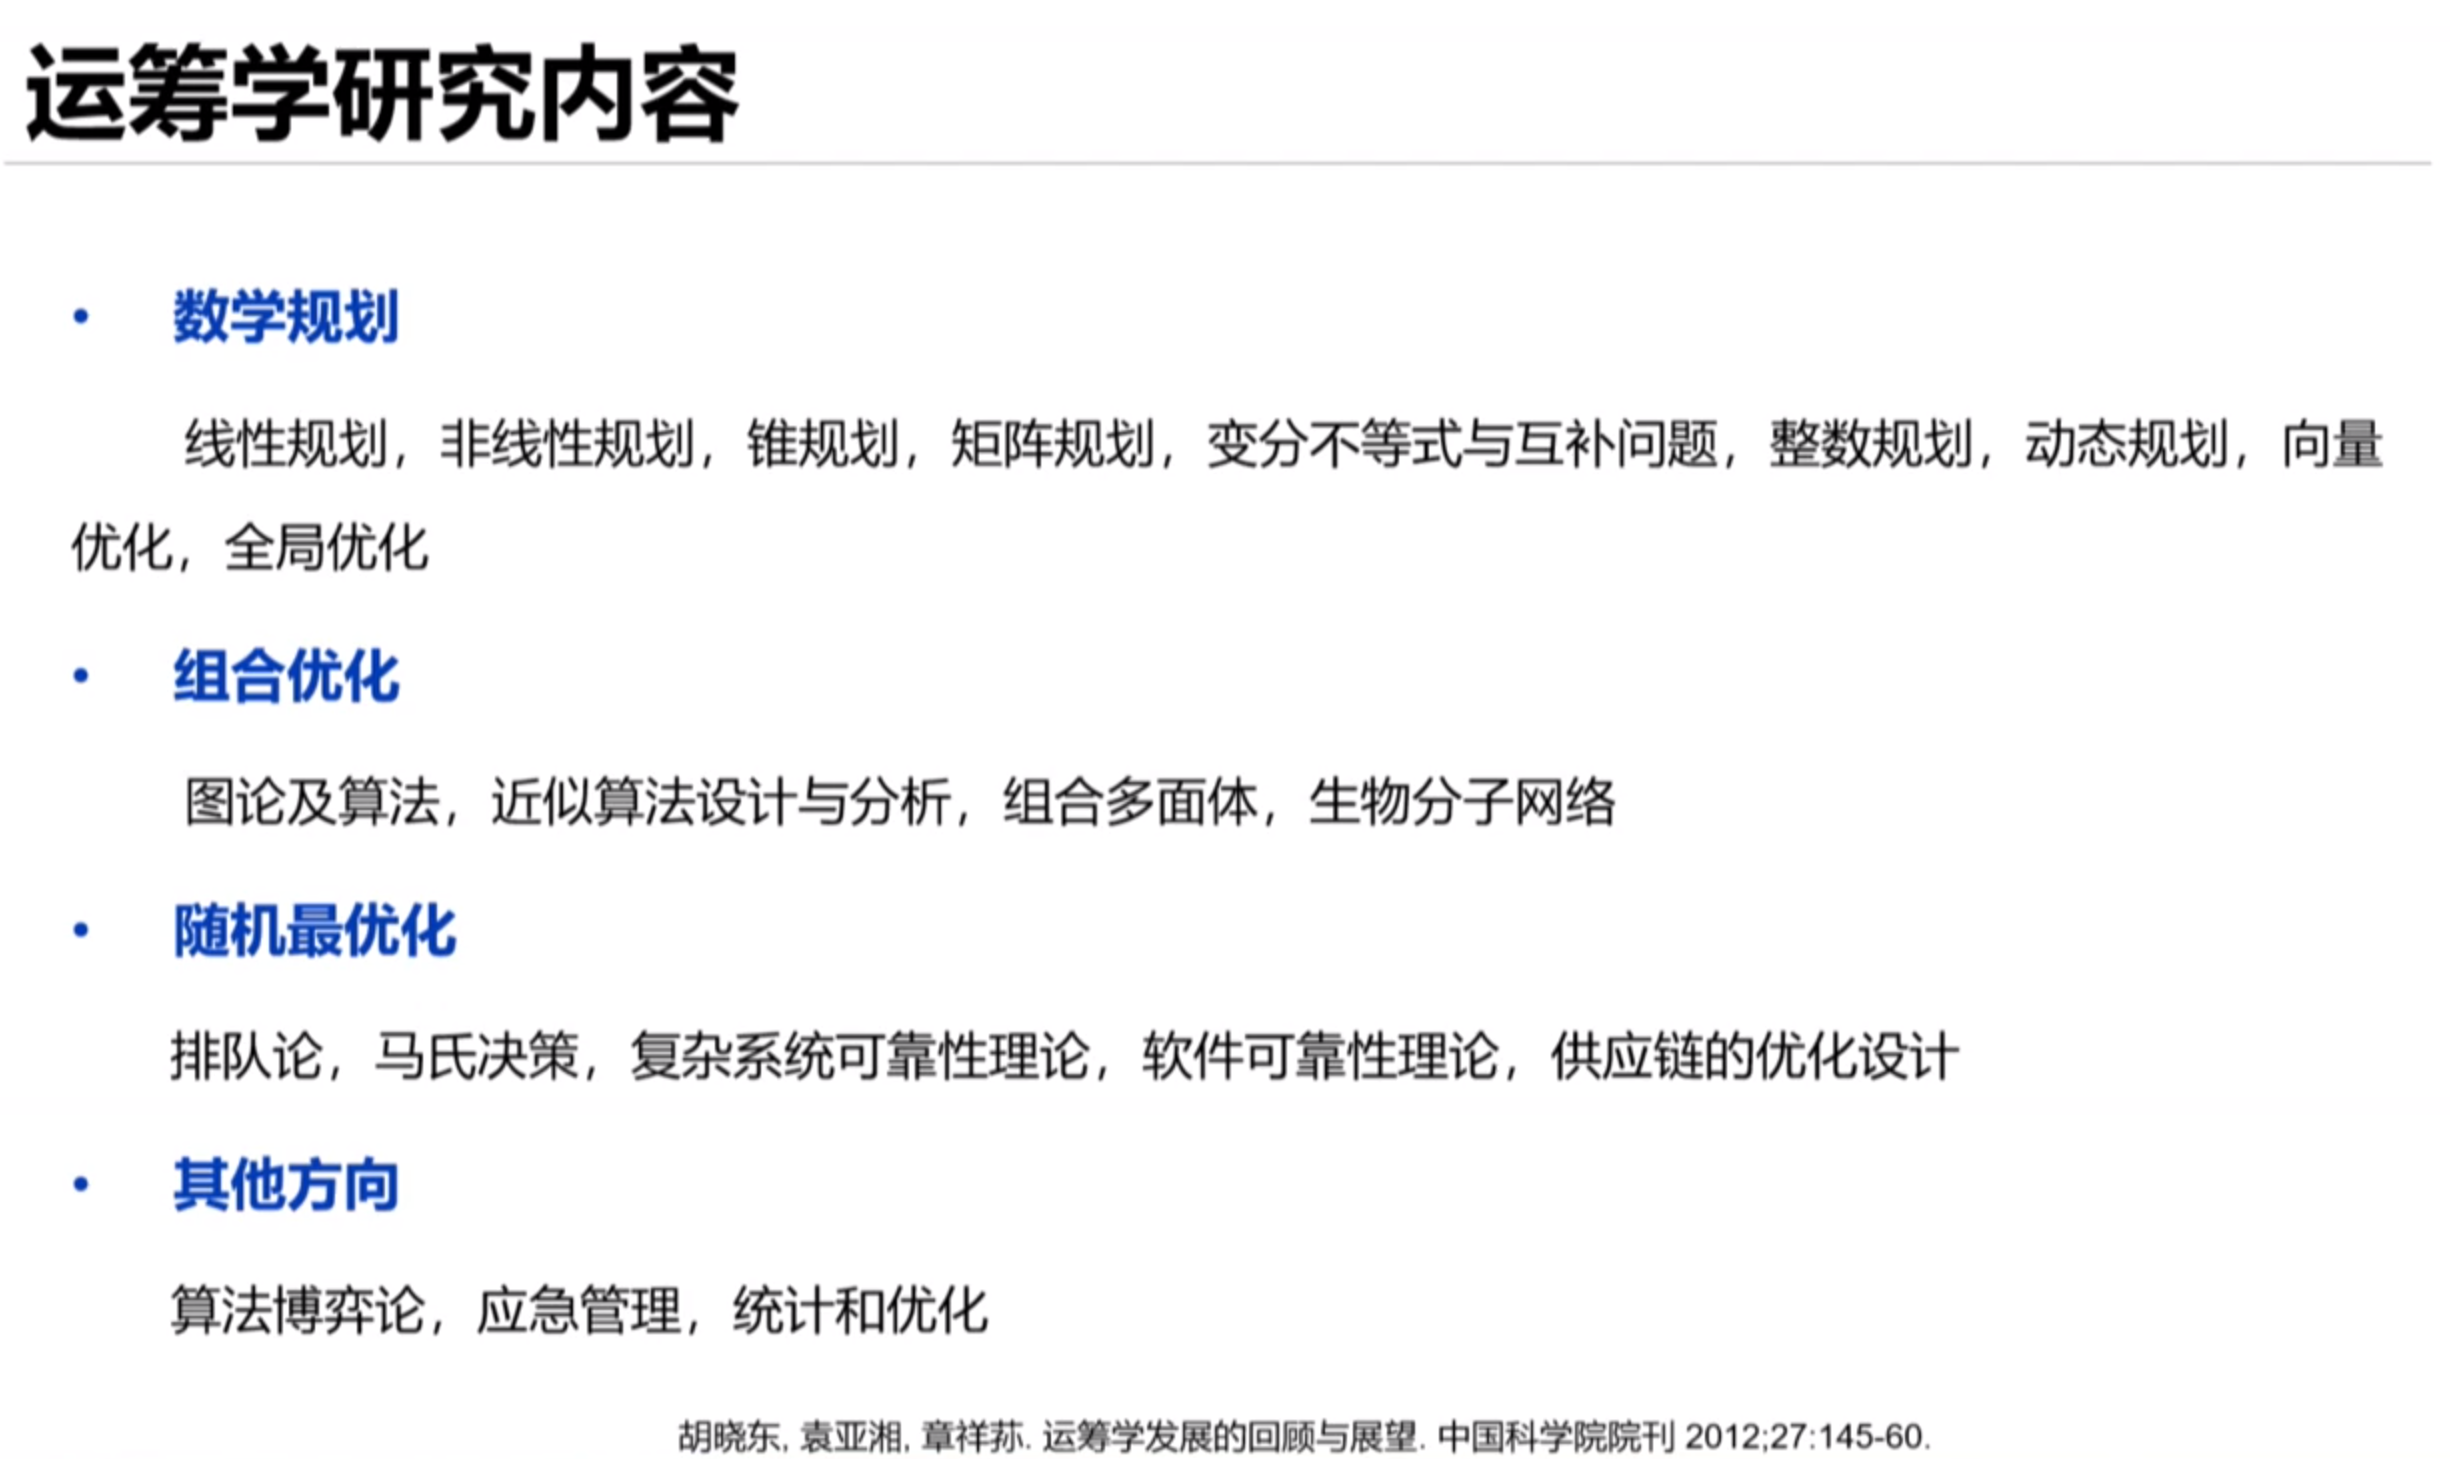 运筹学研究内容
• 数学规划
线性规划，非线性规划，锥规划，矩阵规划，变分不等式与互补问题，整数规划，动态规划，向量
优化，全局优化
• 组合优化
图论及算法，近似算法设计与分析，组合多面体，生物分子网络
• 随机最优化
排队论，马氏决策，复杂系统可靠性理论，软件可靠性理论，供应链的优化设计
• 其他方向
算法博弈论，应急管理，统计和优化
胡晓东, 袁亚湘, 章祥荪. 运筹学发展的回顾与展望. 中国科学院院刊 2012;27:145-60.